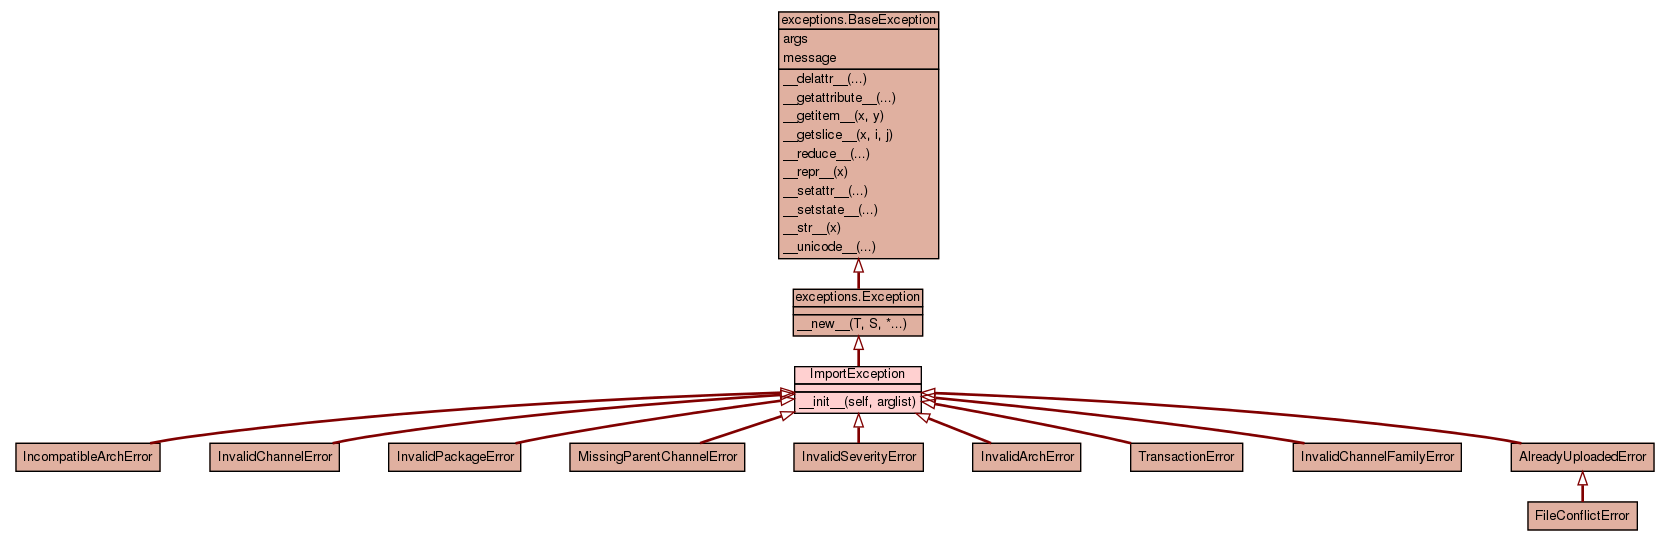 exceptions.BaseException
args
message
__delattr__(...)
__getattribute__(...)
__getitem__(x, y)
__getslice__(x, i, j)
__reduce__(...)
__repr__(x)
__setattr__(...)
__setstate__(...)
__str__(x)
__unicode__(...)
exceptions.Exception
__new__(T, S, *...)
ImportException
__init__(self, arglist)
IncompatibleArchError
InvalidChannelError
InvalidPackageError
MissingParentChannelError
InvalidSeverityError
InvalidArchError
TransactionError
InvalidChannelFamilyError
AlreadyUploadedError
FileConflictError